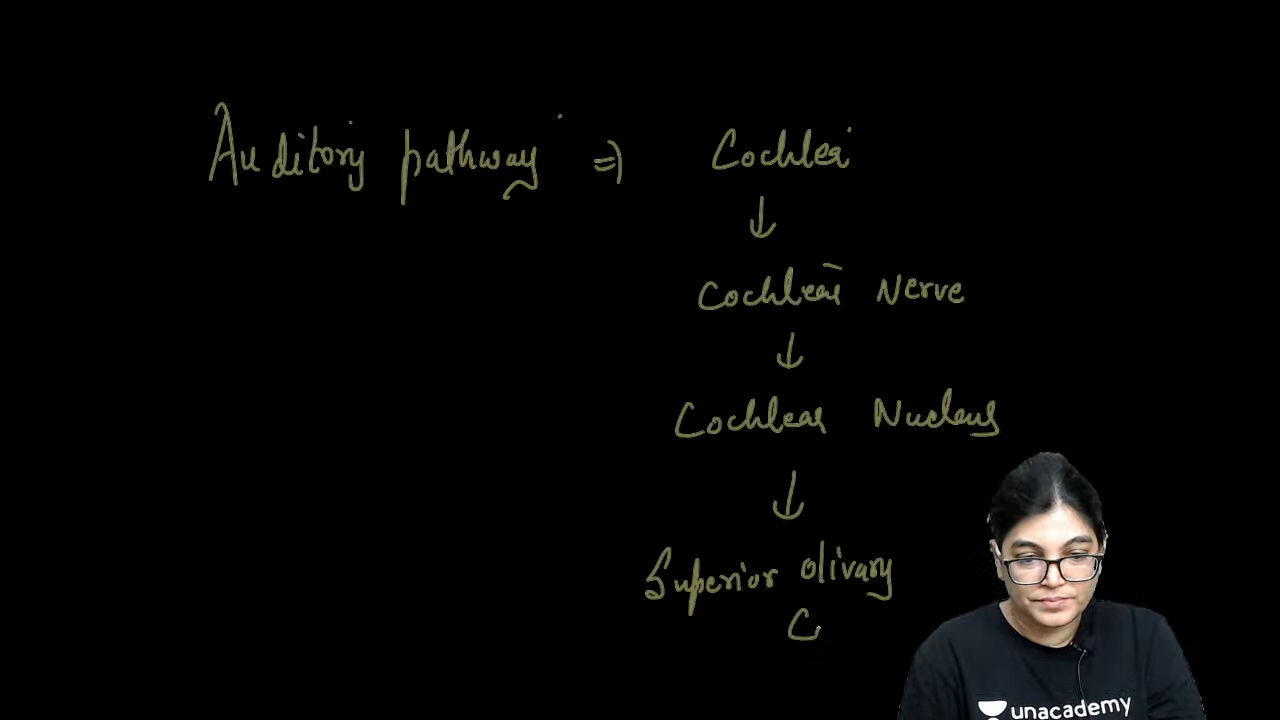 Auditory pathway ⇒ Cochlea
↓
Cochlear Nerve
↓
Cochlear Nucleus
↓
Superior Olivary
C
unacademy